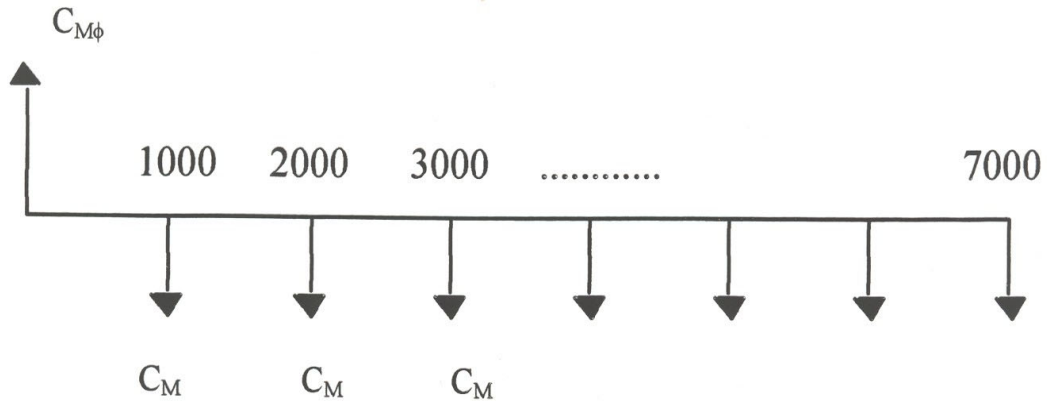 C_Mϕ
1000 2000 3000 ............ 7000
C_M C_M C_M